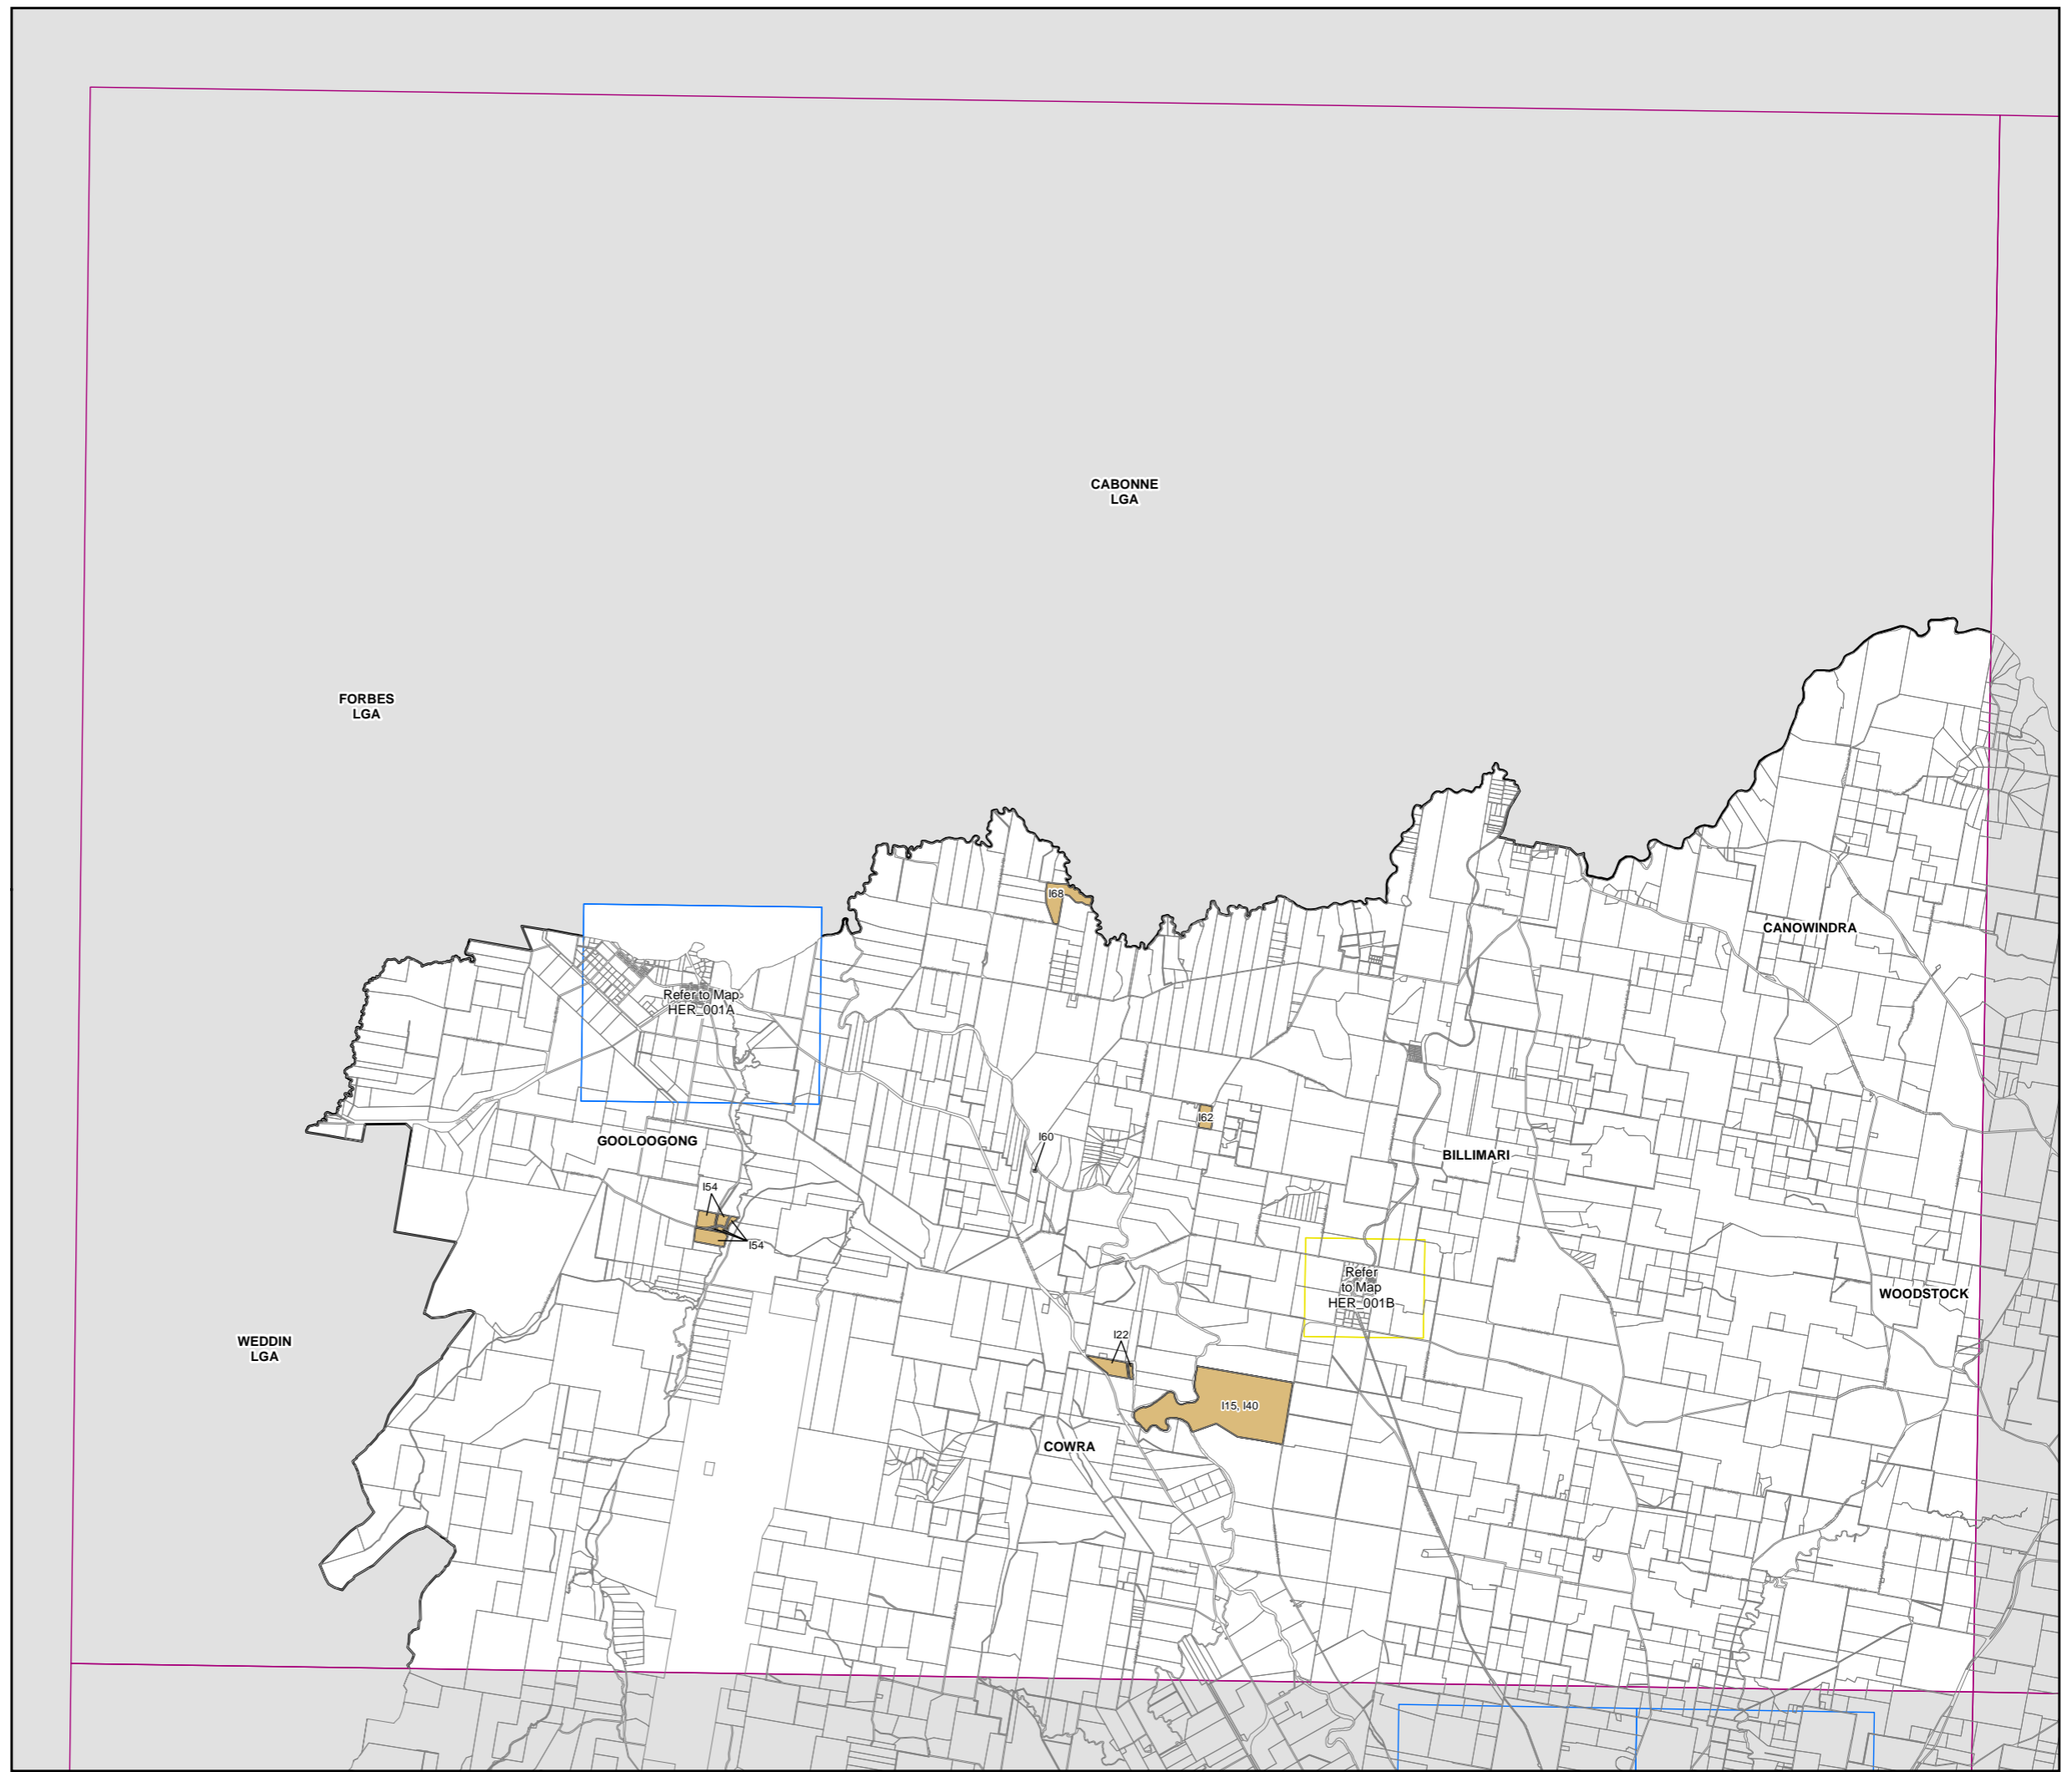 CABONNE
LGA
FORBES
LGA
I68
CANOWINDRA
Refer to Map
HER_001A
I62
I60
GOOLOOGONG
BILLIMARI
I54
I54
Refer
to Map
HER_001B
WOODSTOCK
I22
WEDDIN
LGA
I15, I40
COWRA